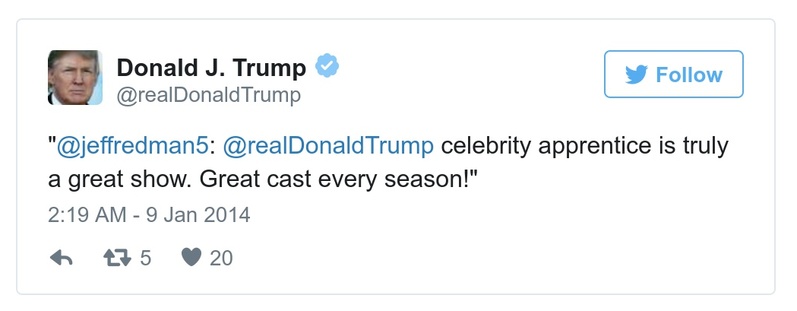 Donald J. Trump
@realDonaldTrump
Follow
"@jeffredman5: @realDonaldTrump celebrity apprentice is truly
a great show. Great cast every season!"
2:19 AM - 9 Jan 2014
5 20